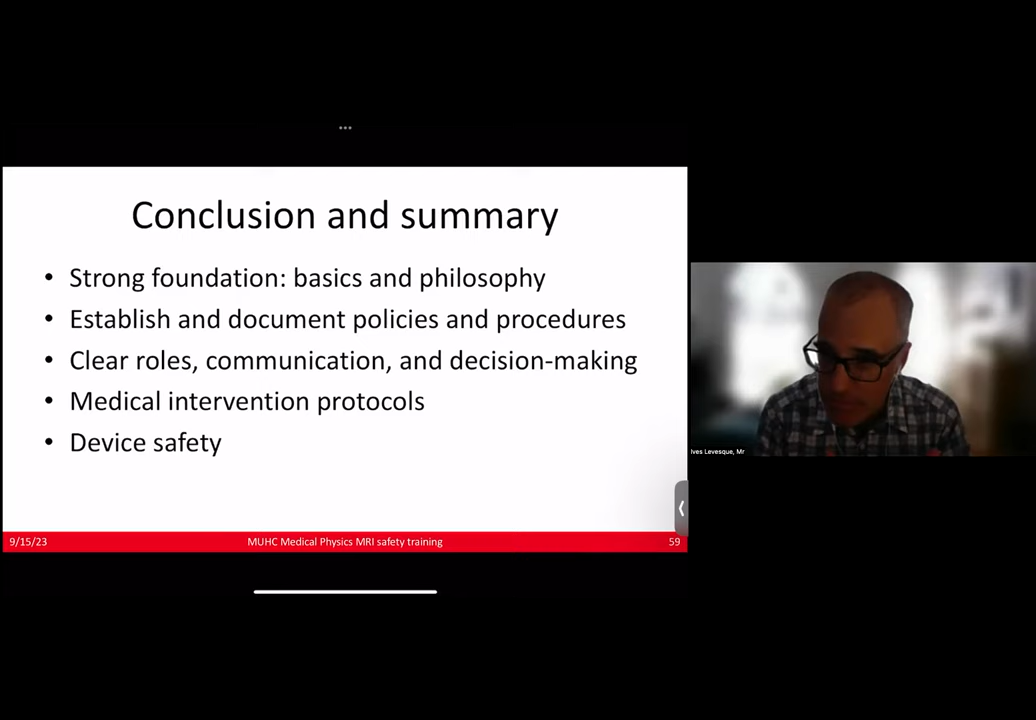 Conclusion and summary
• Strong foundation: basics and philosophy
• Establish and document policies and procedures
• Clear roles, communication, and decision-making
• Medical intervention protocols
• Device safety
9/15/23 MUHC Medical Physics MRI safety training 59
Ives Levesque, Mr